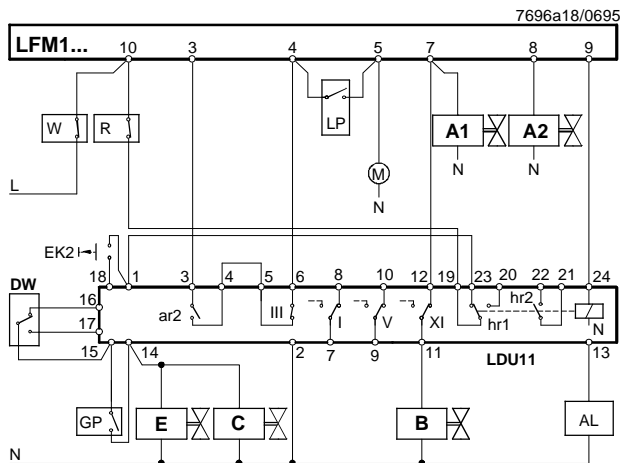 7696a18/0695
LFM1...
10 3 4 5 7 8 9
W R LP A1 A2
M N N
L N
EK2
DW 18 1 3 4 5 6 8 10 12 19 23 20 22 21 24
16 ar2 III I V XI hr1 hr2 N
17
15 14 2 7 9 11 LDU11 13
GP E C B AL
N